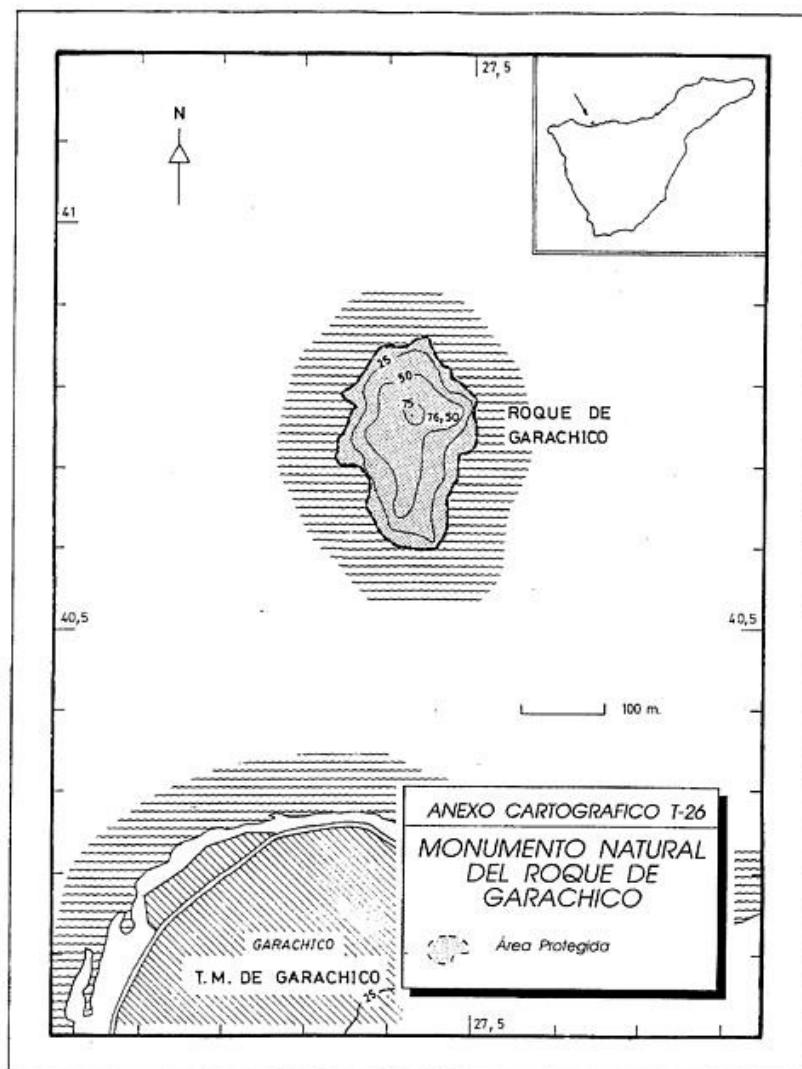 27,5
N
41
25
50
75
76,50
ROQUE DE
GARACHICO
40,5
40,5
100 m.
ANEXO CARTOGRAFICO T-26
MONUMENTO NATURAL
DEL ROQUE DE
GARACHICO
Área Protegida
GARACHICO
T.M. DE GARACHICO
25
27,5